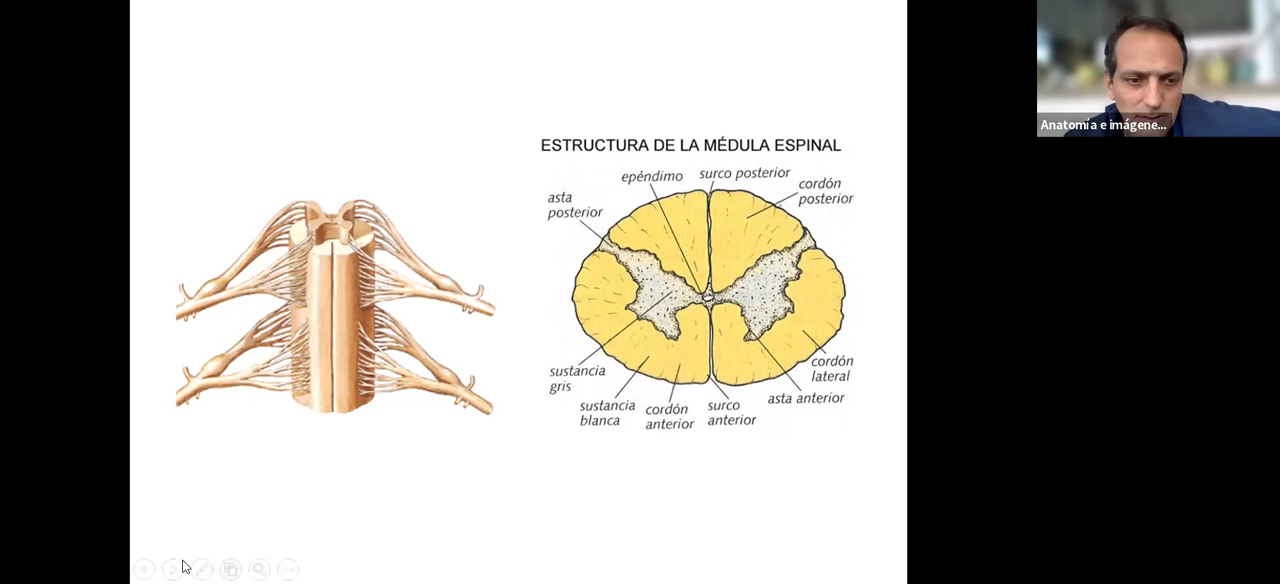 Anatomía e imágene...
ESTRUCTURA DE LA MÉDULA ESPINAL
epéndimo
surco posterior
cordón
posterior
asta
posterior
sustancia
gris
sustancia
blanca
cordón
anterior
surco
anterior
asta anterior
cordón
lateral